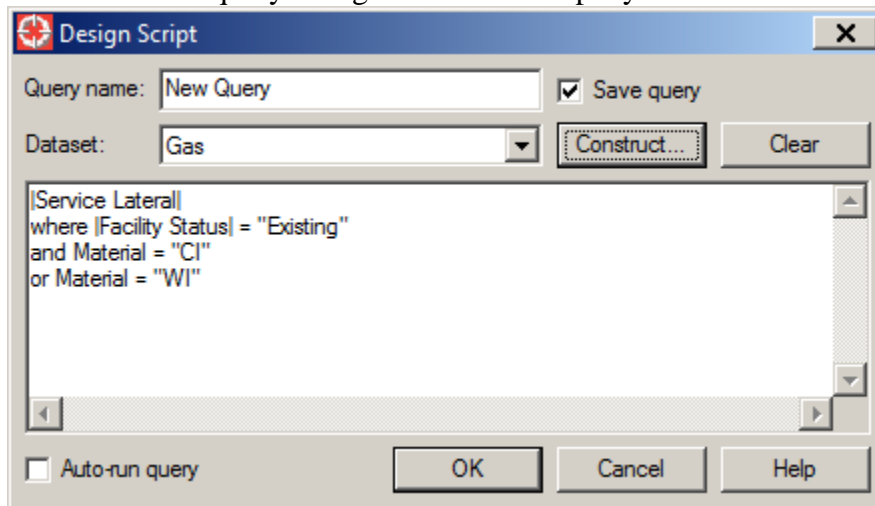 Design Script
Query name: New Query Save query
Dataset: Gas Construct... Clear
|Service Lateral|
where |Facility Status| = "Existing"
and Material = "CI"
or Material = "WI"
Auto-run query OK Cancel Help